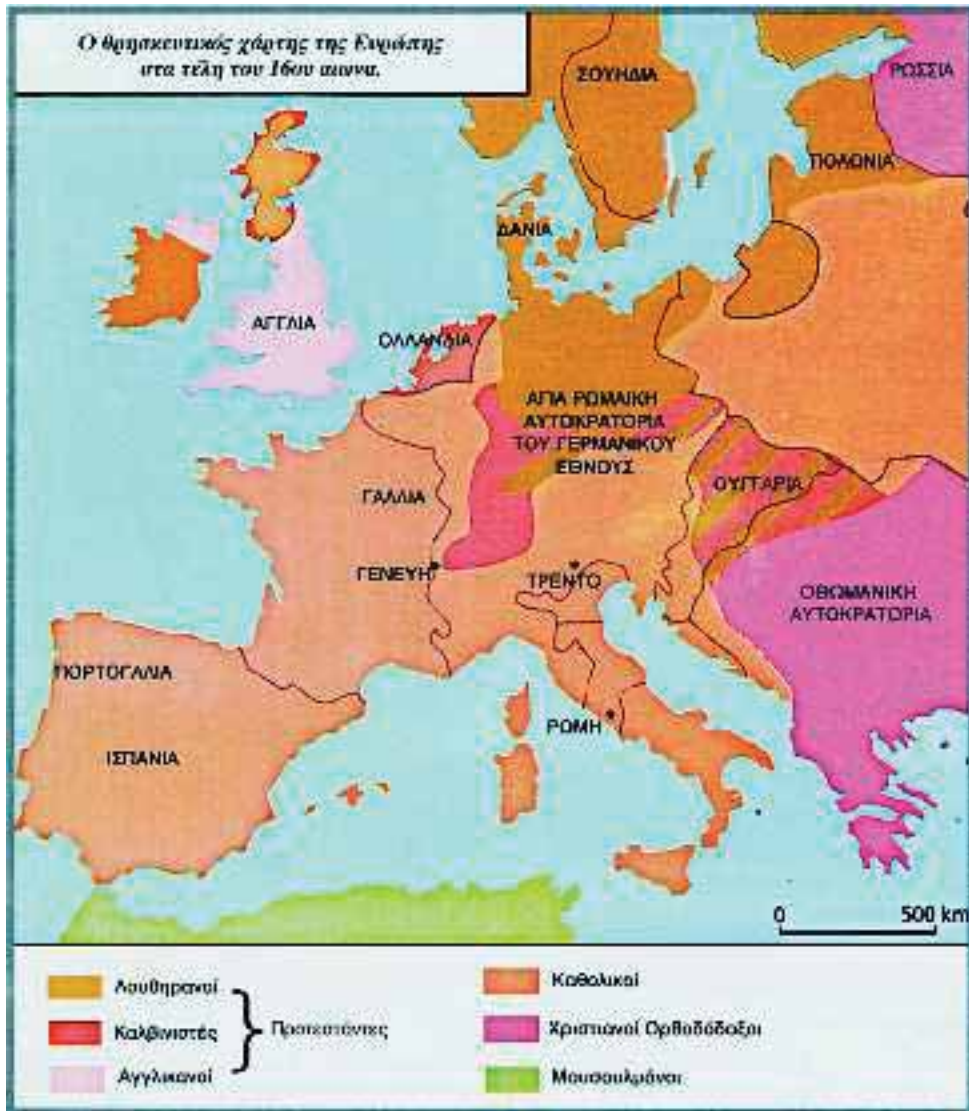 Ο θρησκευτικός χάρτης της Ευρώπης
στα τέλη του 16ου αιωνα.
ΣΟΥΗΔΙΑ
ΡΩΣΣΙΑ
ΠΟΛΩΝΙΑ
ΔΑΝΙΑ
ΑΓΓΛΙΑ
ΟΛΛΑΝΔΙΑ
ΑΓΙΑ ΡΩΜΑΙΚΗ
ΑΥΤΟΚΡΑΤΟΡΙΑ
ΤΟΥ ΓΕΡΜΑΝΙΚΟΥ
ΕΘΝΟΥΣ
ΓΑΛΛΙΑ
ΟΥΓΓΑΡΙΑ
ΓΕΝΕΥΗ
ΤΡΕΝΤΟ
ΟΘΩΜΑΝΙΚΗ
ΑΥΤΟΚΡΑΤΟΡΙΑ
ΠΟΡΤΟΓΑΛΙΑ
ΙΣΠΑΝΙΑ
ΡΩΜΗ
0 500 km
Λουθηρανοί
Καλβινιστές
Αγγλικανοί
Προτεστάντες
Καθολικοί
Χριστιανοί Ορθοδόδαξοι
Μουσουλμάνοι